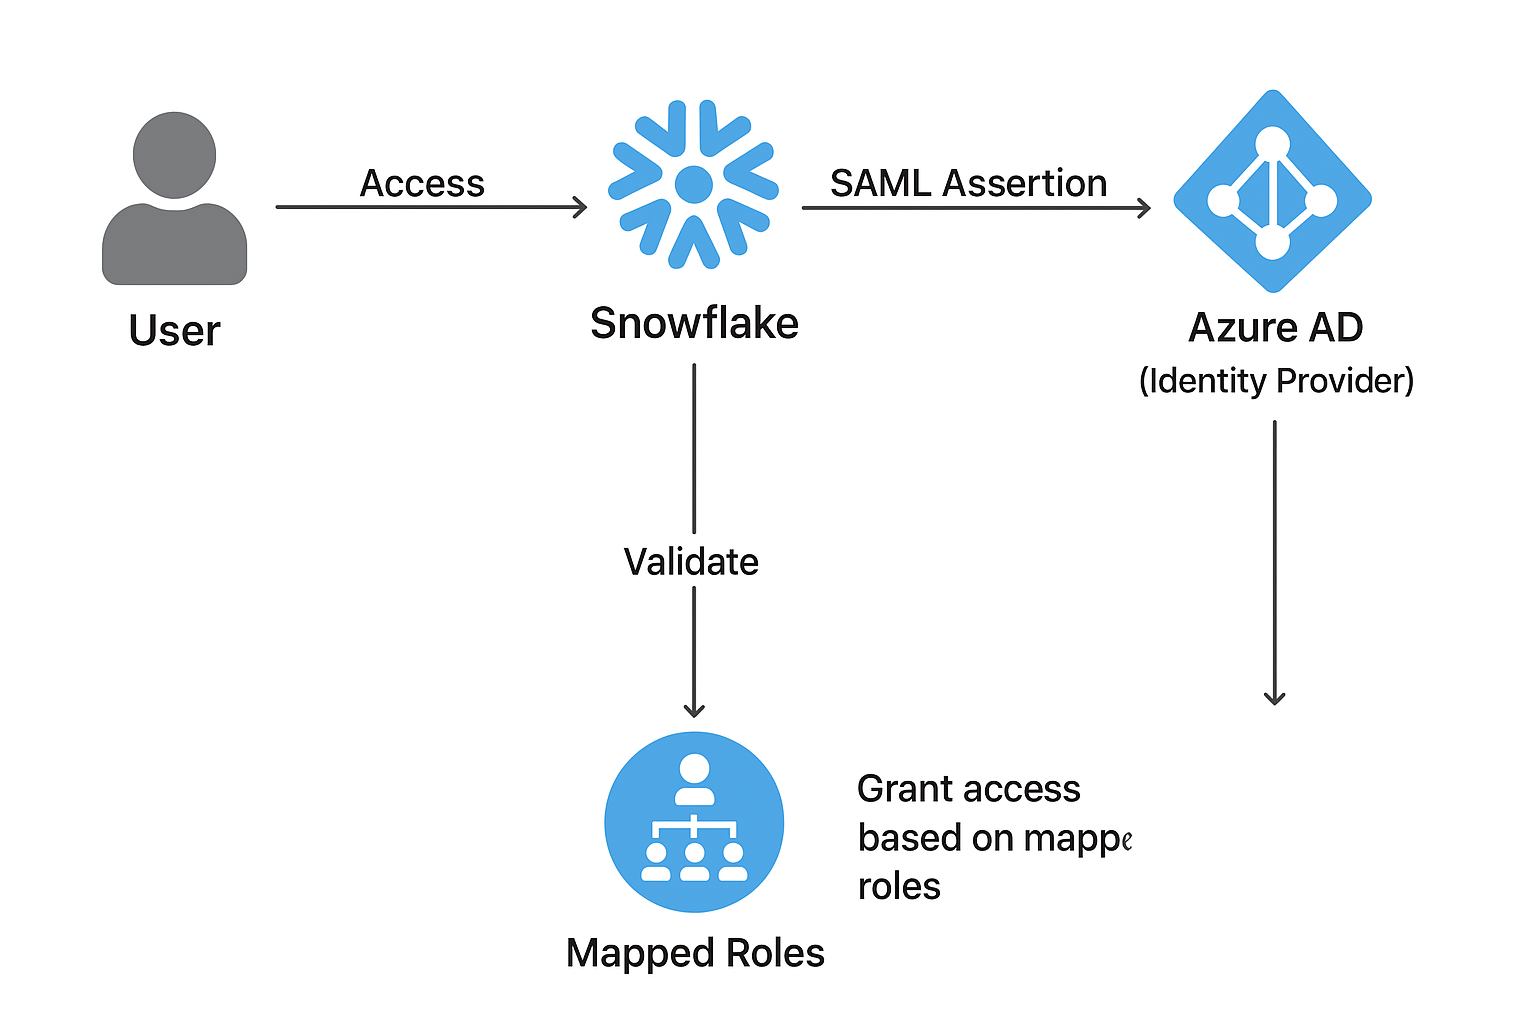 Access
SAML Assertion
User
Snowflake
Azure AD
(Identity Provider)
Validate
Grant access
based on mappe
roles
Mapped Roles